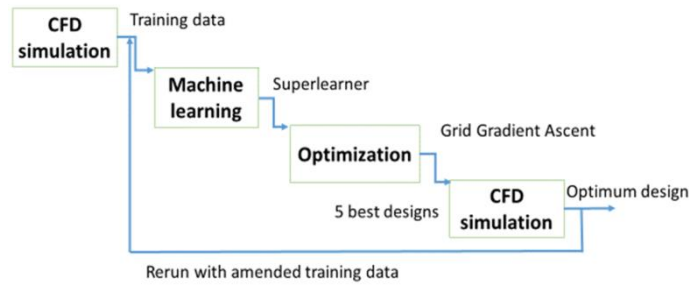 CFD
simulation
Training data
Machine
learning
Superlearner
Optimization
Grid Gradient Ascent
5 best designs
CFD
simulation
Optimum design
Rerun with amended training data